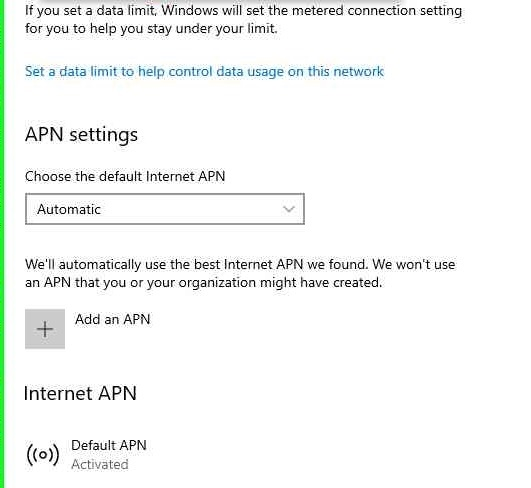 If you set a data limit, Windows will set the metered connection setting
for you to help you stay under your limit.
Set a data limit to help control data usage on this network
APN settings
Choose the default Internet APN
Automatic
We'll automatically use the best Internet APN we found. We won't use
an APN that you or your organization might have created.
Add an APN
Internet APN
Default APN
Activated